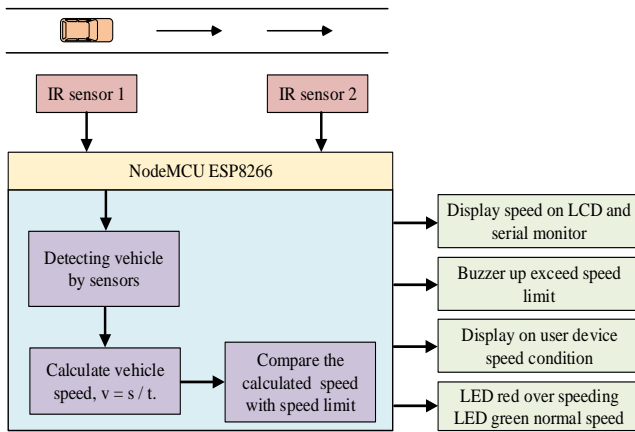 IR sensor 1
IR sensor 2
NodeMCU ESP8266
Detecting vehicle
by sensors
Calculate vehicle
speed, v = s / t.
Compare the
calculated speed
with speed limit
Display speed on LCD and
serial monitor
Buzzer up exceed speed
limit
Display on user device
speed condition
LED red over speeding
LED green normal speed